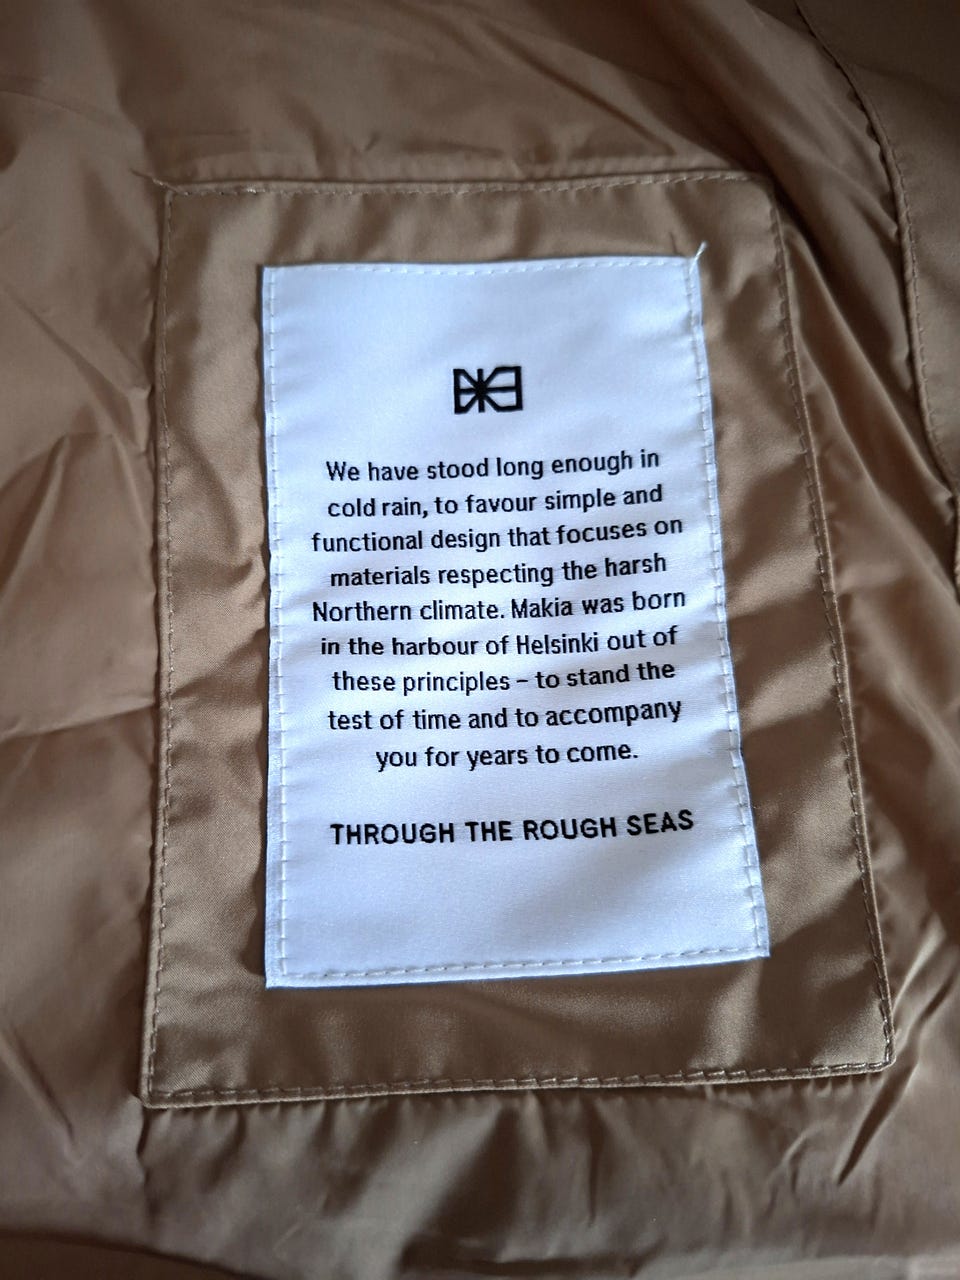 We have stood long enough in
cold rain, to favour simple and
functional design that focuses on
materials respecting the harsh
Northern climate. Makia was born
in the harbour of Helsinki out of
these principles – to stand the
test of time and to accompany
you for years to come.
THROUGH THE ROUGH SEAS